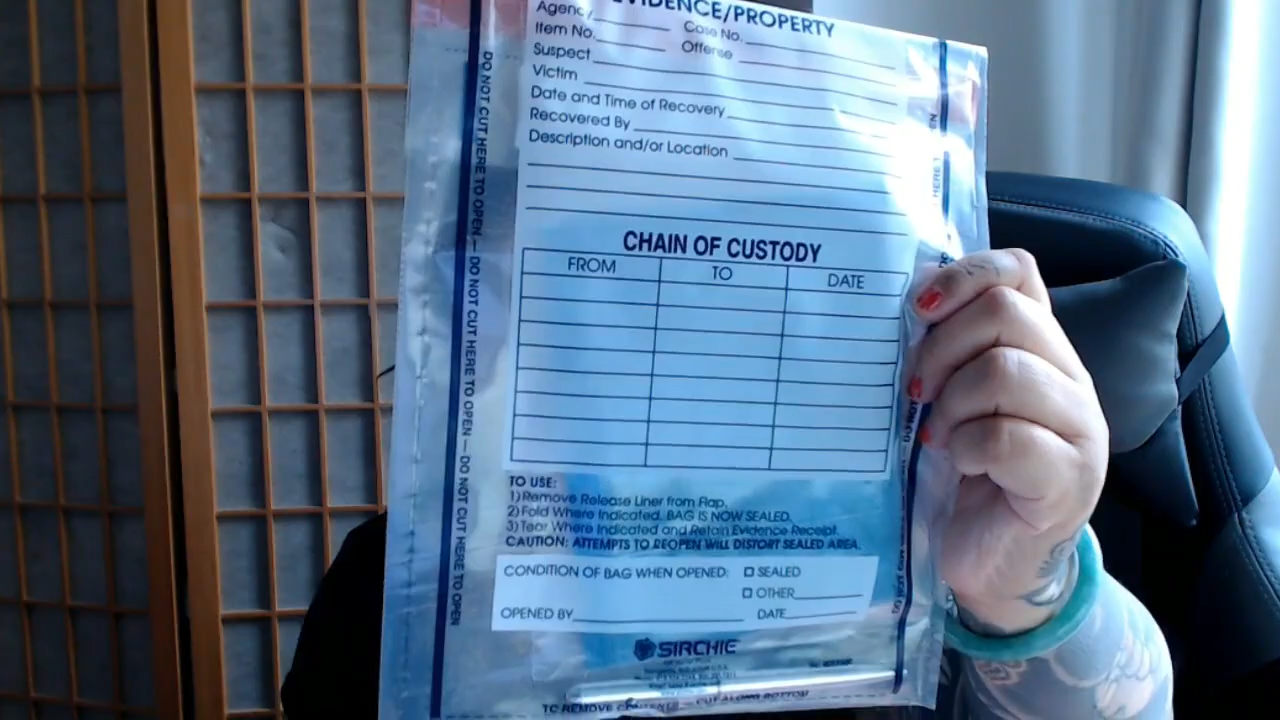 EVIDENCE/PROPERTY
Agency Case No.
Item No. Offense
Suspect
Victim
Date and Time of Recovery
Recovered By
Description and/or Location
CHAIN OF CUSTODY
FROM TO DATE
TO USE:
1) Remove Release Liner from Flap.
2) Fold Where Indicated. BAG IS NOW SEALED.
3) Tear Where Indicated and Retain Evidence Receipt.
CAUTION: ATTEMPTS TO REOPEN WILL DISTORT SEALED AREA.
CONDITION OF BAG WHEN OPENED: ☐ SEALED
☐ OTHER
OPENED BY DATE
SIRCHIE
TO REMOVE CONTENTS — CUT ALONG BOTTOM
DO NOT CUT HERE TO OPEN — DO NOT CUT HERE TO OPEN — DO NOT CUT HERE TO OPEN